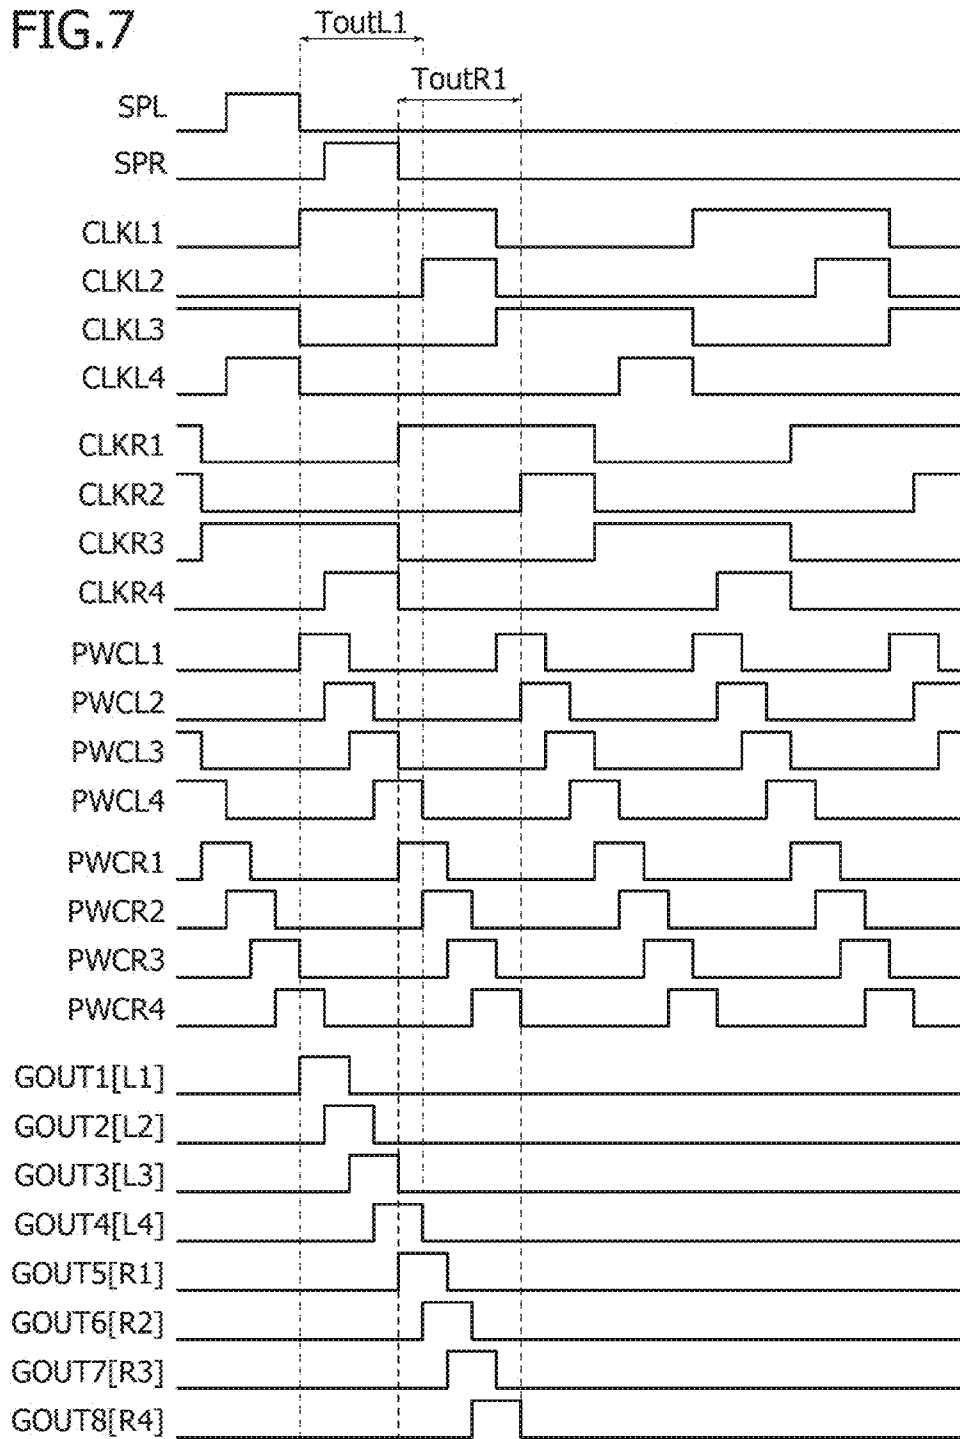 FIG.7
ToutL1
ToutR1
SPL
SPR
CLKL1
CLKL2
CLKL3
CLKL4
CLKR1
CLKR2
CLKR3
CLKR4
PWCL1
PWCL2
PWCL3
PWCL4
PWCR1
PWCR2
PWCR3
PWCR4
GOUT1[L1]
GOUT2[L2]
GOUT3[L3]
GOUT4[L4]
GOUT5[R1]
GOUT6[R2]
GOUT7[R3]
GOUT8[R4]